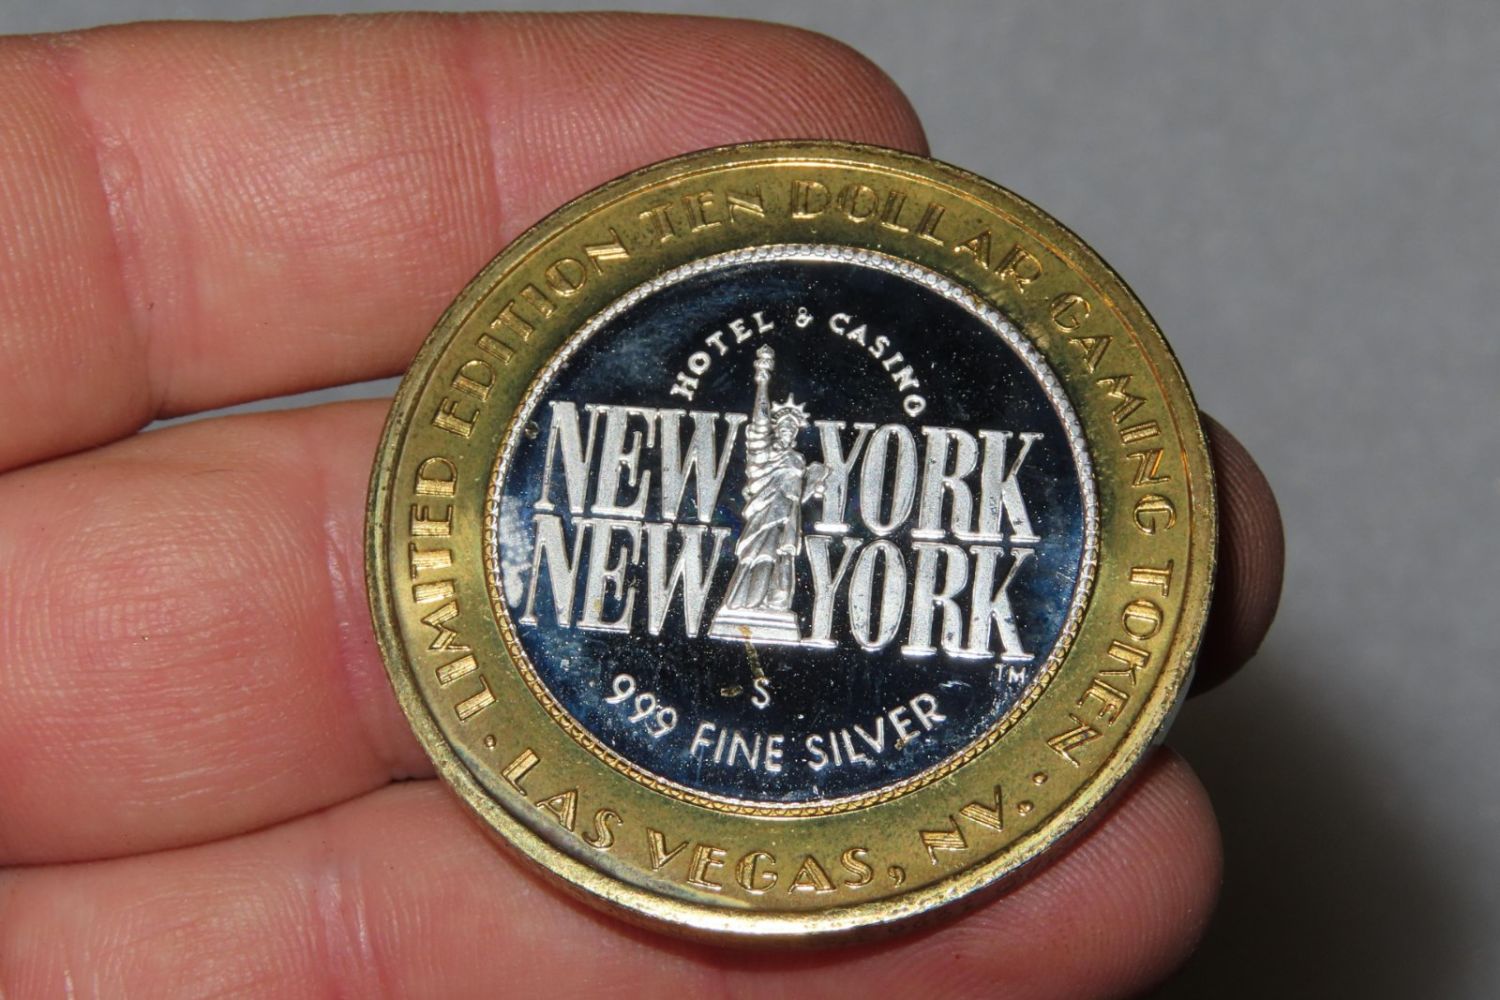 LIMITED EDITION TEN DOLLAR GAMING TOKEN
HOTEL & CASINO
NEW YORK
NEW YORK
TM
S
999 FINE SILVER
· LAS VEGAS, NV. ·